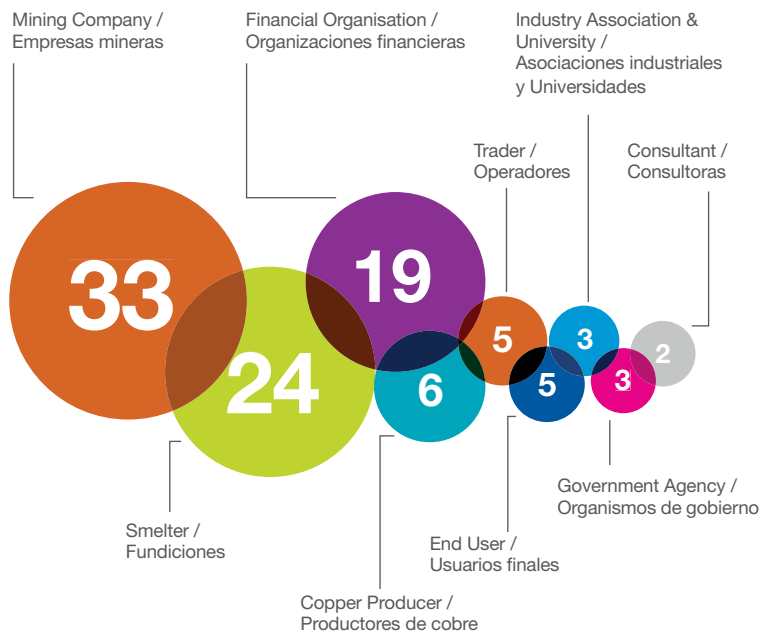 Mining Company /
Empresas mineras
Financial Organisation /
Organizaciones financieras
Industry Association &
University /
Asociaciones industriales
y Universidades
Trader /
Operadores
Consultant /
Consultoras
33
24
19
6
5
5
3
3
2
Smelter /
Fundiciones
Copper Producer /
Productores de cobre
End User /
Usuarios finales
Government Agency /
Organismos de gobierno